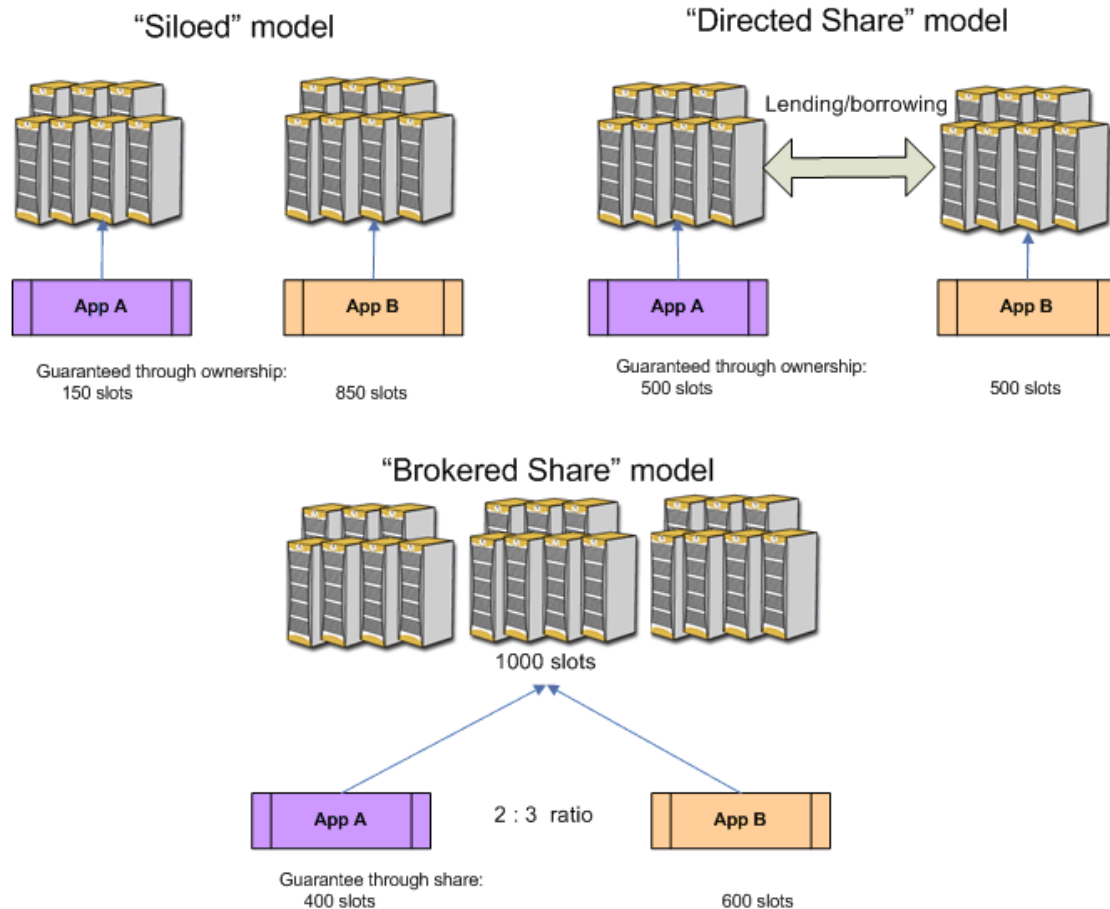 “Siloed” model
App A
App B
Guaranteed through ownership:
150 slots
850 slots
“Directed Share” model
Lending/borrowing
App A
App B
Guaranteed through ownership:
500 slots
500 slots
“Brokered Share” model
1000 slots
App A
2 : 3 ratio
App B
Guarantee through share:
400 slots
600 slots